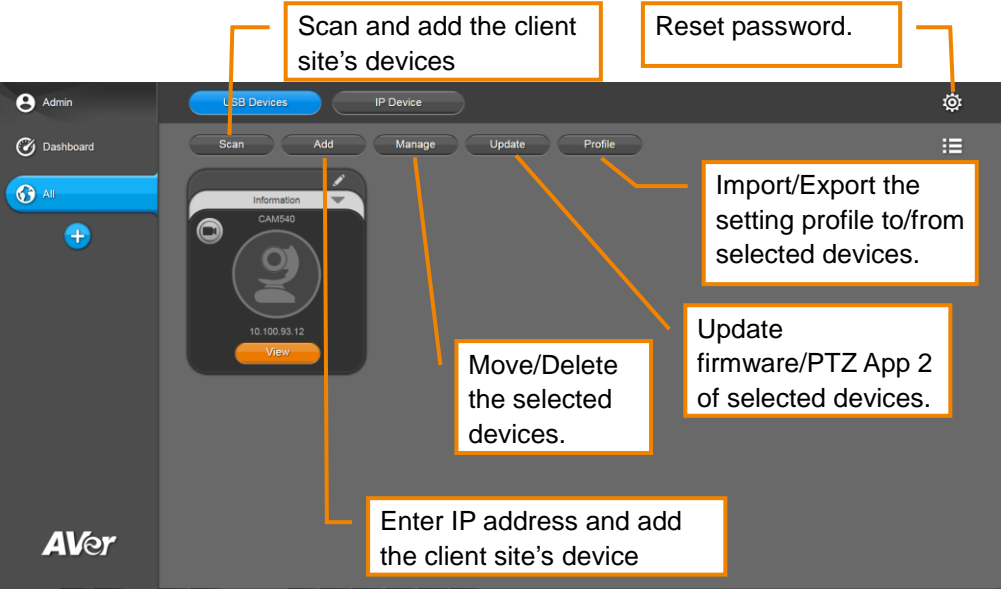 Scan and add the client
site's devices
Reset password.
Admin
USB Devices
IP Device
Dashboard
Scan
Add
Manage
Update
Profile
All
Information
CAM540
10.100.93.12
View
Import/Export the
setting profile to/from
selected devices.
Update
firmware/PTZ App 2
of selected devices.
Move/Delete
the selected
devices.
Enter IP address and add
the client site's device
AVer